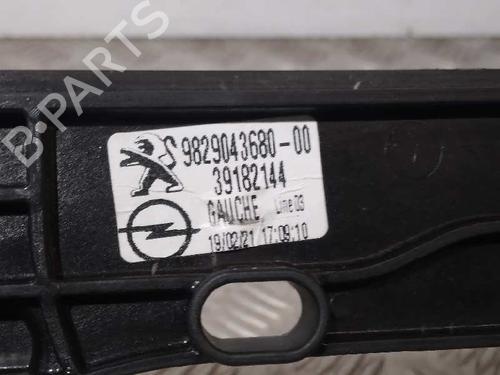 S 9829043680-00
39182144
GAUCHE Line 03
19/02/21 17:09:10
B-Parts